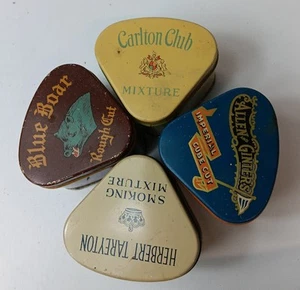 Carlton Club
MIXTURE
Blue Boar
Rough Cut
ALLEN & GINTER'S
IMPERIAL
CUBE CUT
HERBERT TAREYTON
SMOKING
MIXTURE